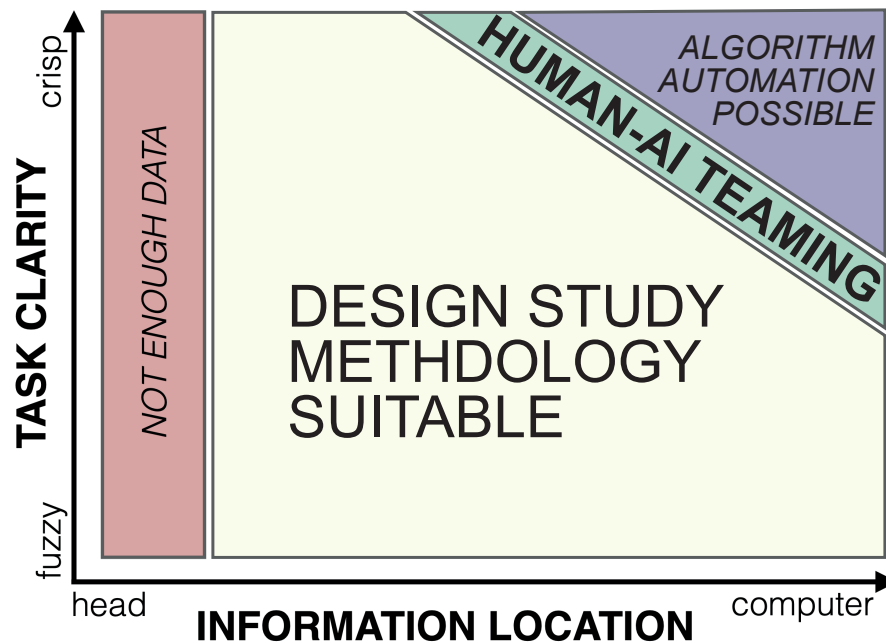 crisp
TASK CLARITY
fuzzy
NOT ENOUGH DATA
HUMAN-AI TEAMING
ALGORITHM
AUTOMATION
POSSIBLE
DESIGN STUDY
METHDOLOGY
SUITABLE
head
INFORMATION LOCATION
computer